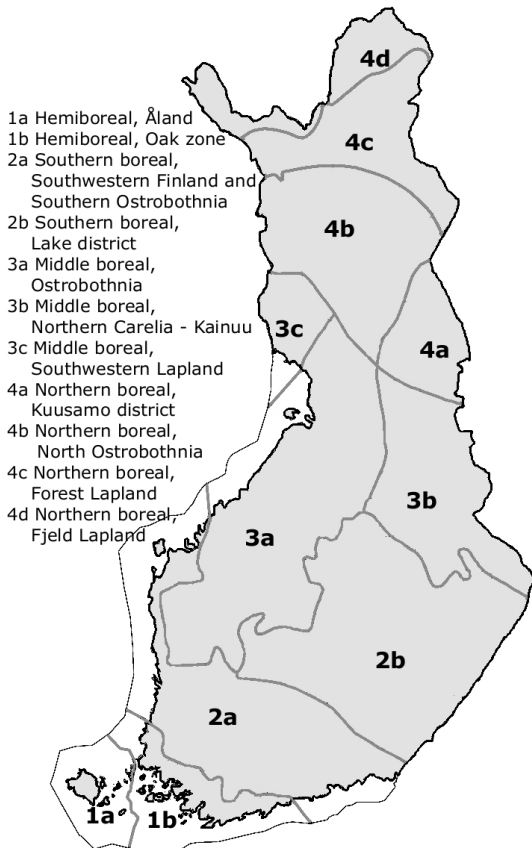 1a Hemiboreal, Åland
1b Hemiboreal, Oak zone
2a Southern boreal,
Southwestern Finland and
Southern Ostrobothnia
2b Southern boreal,
Lake district
3a Middle boreal,
Ostrobothnia
3b Middle boreal,
Northern Carelia - Kainuu
3c Middle boreal,
Southwestern Lapland
4a Northern boreal,
Kuusamo district
4b Northern boreal,
North Ostrobothnia
4c Northern boreal,
Forest Lapland
4d Northern boreal,
Fjeld Lapland
4d
4c
4b
3c
4a
3b
3a
2b
2a
1a
1b